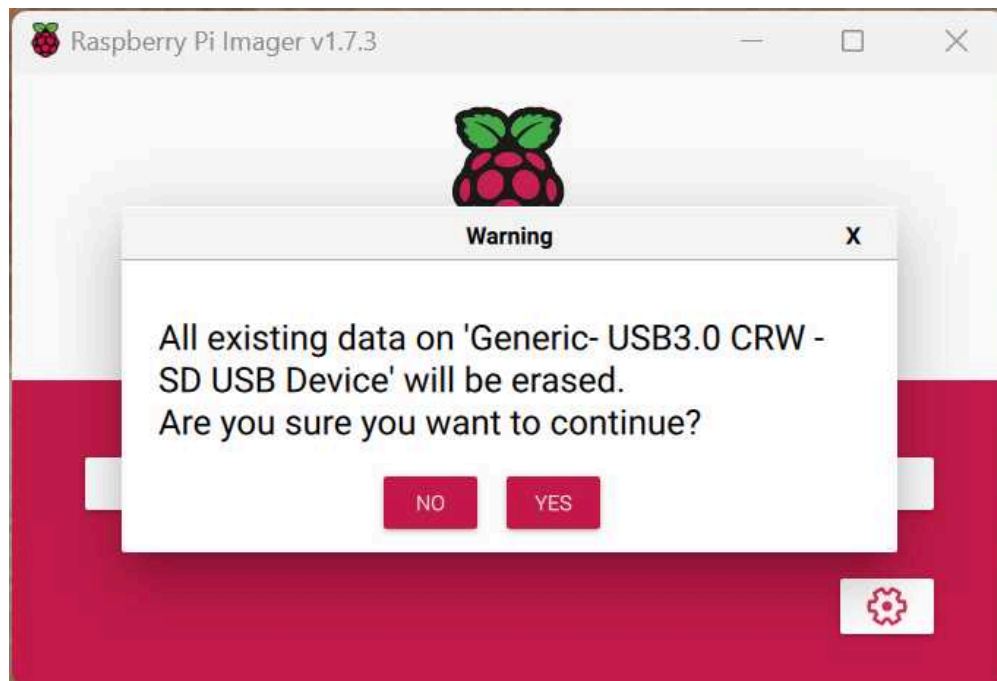 Raspberry Pi Imager v1.7.3
Warning
X
All existing data on 'Generic- USB3.0 CRW -
SD USB Device' will be erased.
Are you sure you want to continue?
NO
YES